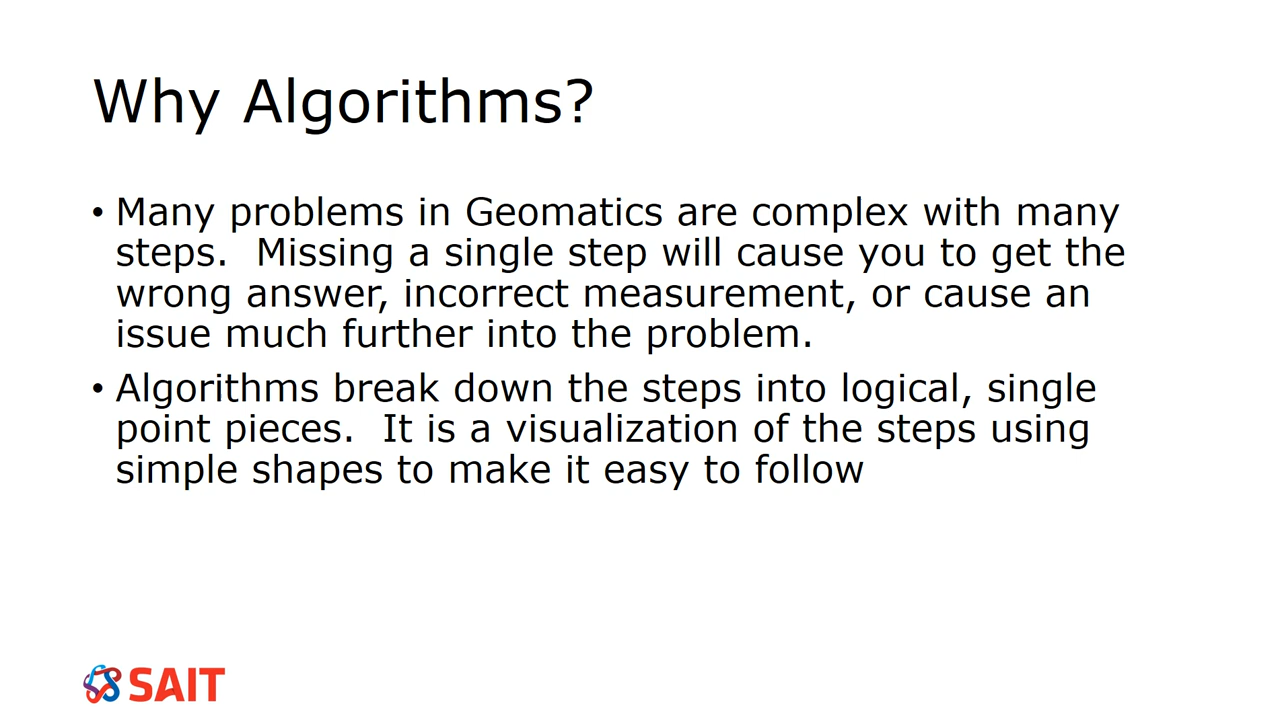 Why Algorithms?
• Many problems in Geomatics are complex with many
steps.  Missing a single step will cause you to get the
wrong answer, incorrect measurement, or cause an
issue much further into the problem.
• Algorithms break down the steps into logical, single
point pieces.  It is a visualization of the steps using
simple shapes to make it easy to follow
SAIT